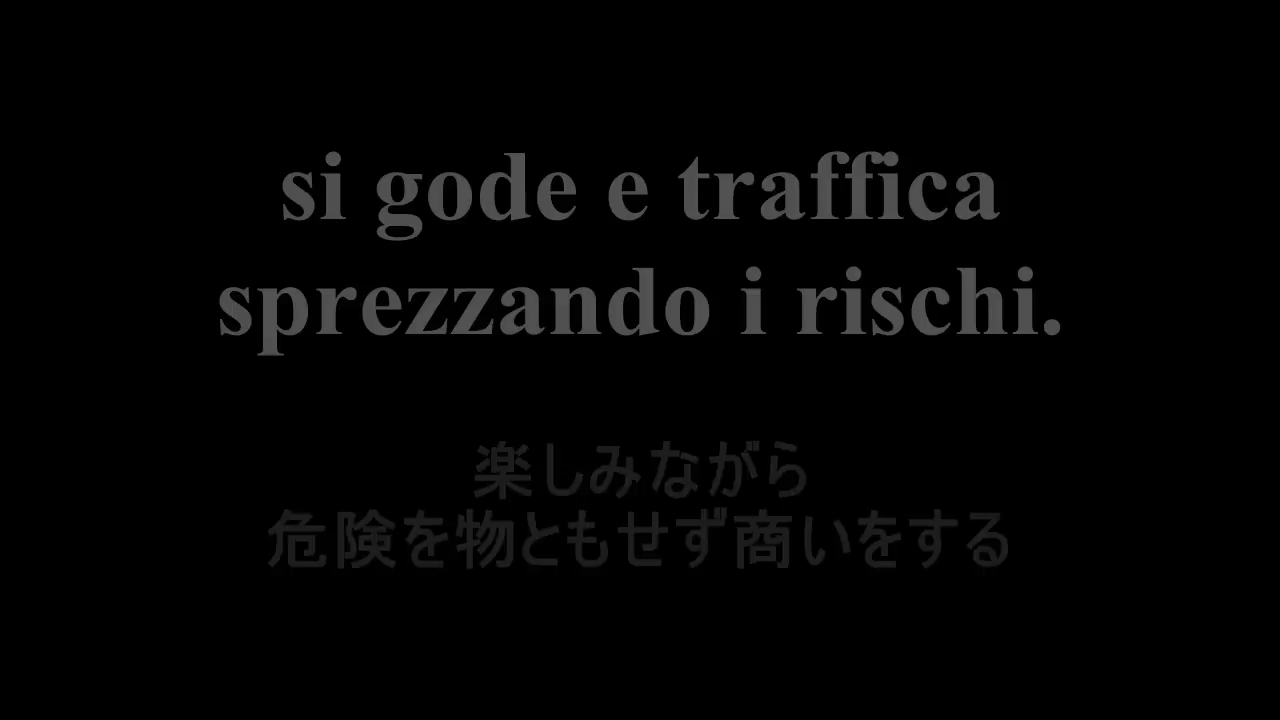 si gode e traffica
sprezzando i rischi.
楽しみながら
危険を物ともせず商いをする